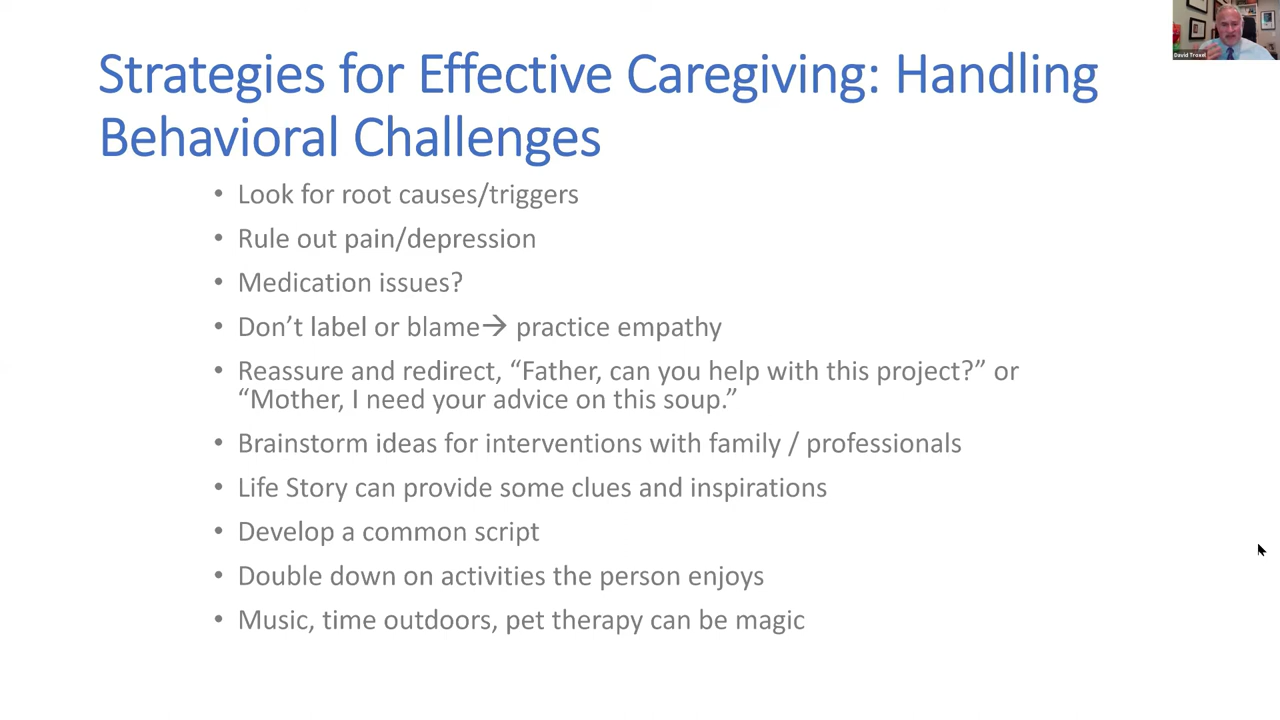 Strategies for Effective Caregiving: Handling
Behavioral Challenges
• Look for root causes/triggers
• Rule out pain/depression
• Medication issues?
• Don’t label or blame→ practice empathy
• Reassure and redirect, “Father, can you help with this project?” or
“Mother, I need your advice on this soup.”
• Brainstorm ideas for interventions with family / professionals
• Life Story can provide some clues and inspirations
• Develop a common script
• Double down on activities the person enjoys
• Music, time outdoors, pet therapy can be magic
David Troxel